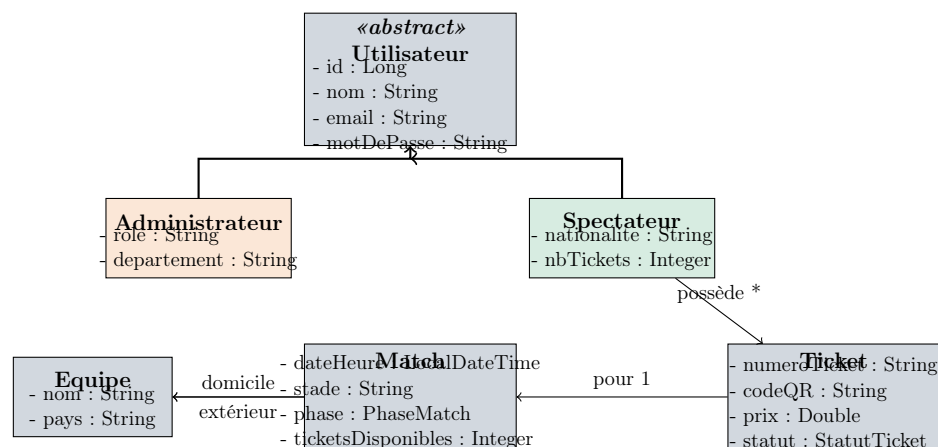 «abstract»
Utilisateur
- id : Long
- nom : String
- email : String
- motDePasse : String
Administrateur
- role : String
- departement : String
Spectateur
- nationalite : String
- nbTickets : Integer
possède *
Equipe
- nom : String
- pays : String
domicile
extérieur
Match
- dateHeure : LocalDateTime
- stade : String
- phase : PhaseMatch
- ticketsDisponibles : Integer
pour 1
Ticket
- numeroTicket : String
- codeQR : String
- prix : Double
- statut : StatutTicket